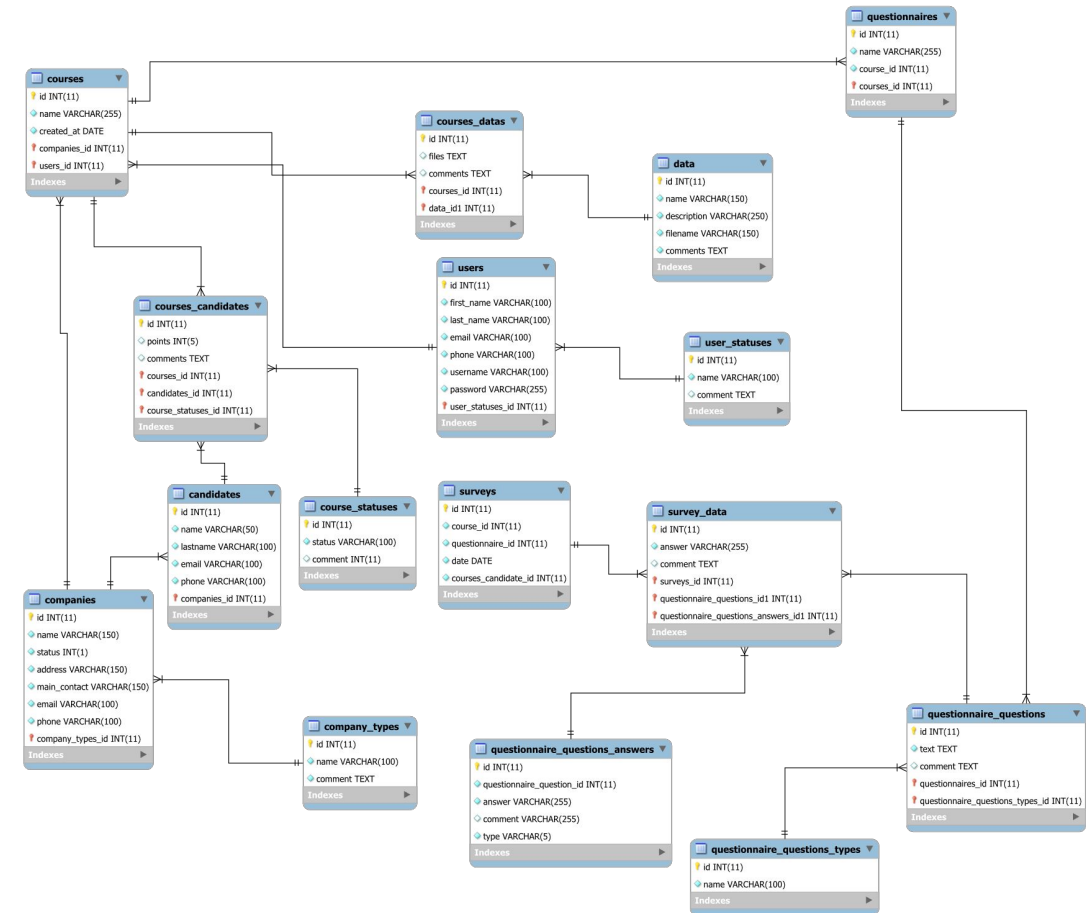 questionnaires
id INT(11)
name VARCHAR(255)
course_id INT(11)
courses_id INT(11)
Indexes
courses
id INT(11)
name VARCHAR(255)
created_at DATE
companies_id INT(11)
users_id INT(11)
Indexes
courses_datas
id INT(11)
files TEXT
comments TEXT
courses_id INT(11)
data_id1 INT(11)
Indexes
data
id INT(11)
name VARCHAR(150)
description VARCHAR(250)
filename VARCHAR(150)
comments TEXT
Indexes
users
id INT(11)
first_name VARCHAR(100)
last_name VARCHAR(100)
email VARCHAR(100)
phone VARCHAR(100)
username VARCHAR(100)
password VARCHAR(255)
user_statuses_id INT(11)
Indexes
courses_candidates
id INT(11)
points INT(5)
comments TEXT
courses_id INT(11)
candidates_id INT(11)
course_statuses_id INT(11)
Indexes
user_statuses
id INT(11)
name VARCHAR(100)
comment TEXT
Indexes
candidates
id INT(11)
name VARCHAR(50)
lastname VARCHAR(100)
email VARCHAR(100)
phone VARCHAR(100)
companies_id INT(11)
Indexes
course_statuses
id INT(11)
status VARCHAR(100)
comment INT(11)
Indexes
surveys
id INT(11)
course_id INT(11)
questionnaire_id INT(11)
date DATE
courses_candidate_id INT(11)
Indexes
survey_data
id INT(11)
answer VARCHAR(255)
comment TEXT
surveys_id INT(11)
questionnaire_questions_id1 INT(11)
questionnaire_questions_answers_id1 INT(11)
Indexes
companies
id INT(11)
name VARCHAR(150)
status INT(1)
address VARCHAR(150)
main_contact VARCHAR(150)
email VARCHAR(100)
phone VARCHAR(100)
company_types_id INT(11)
Indexes
company_types
id INT(11)
name VARCHAR(100)
comment TEXT
Indexes
questionnaire_questions_answers
id INT(11)
questionnaire_question_id INT(11)
answer VARCHAR(255)
comment VARCHAR(255)
type VARCHAR(5)
Indexes
questionnaire_questions
id INT(11)
text TEXT
comment TEXT
questionnaires_id INT(11)
questionnaire_questions_types_id INT(11)
Indexes
questionnaire_questions_types
id INT(11)
name VARCHAR(100)
Indexes